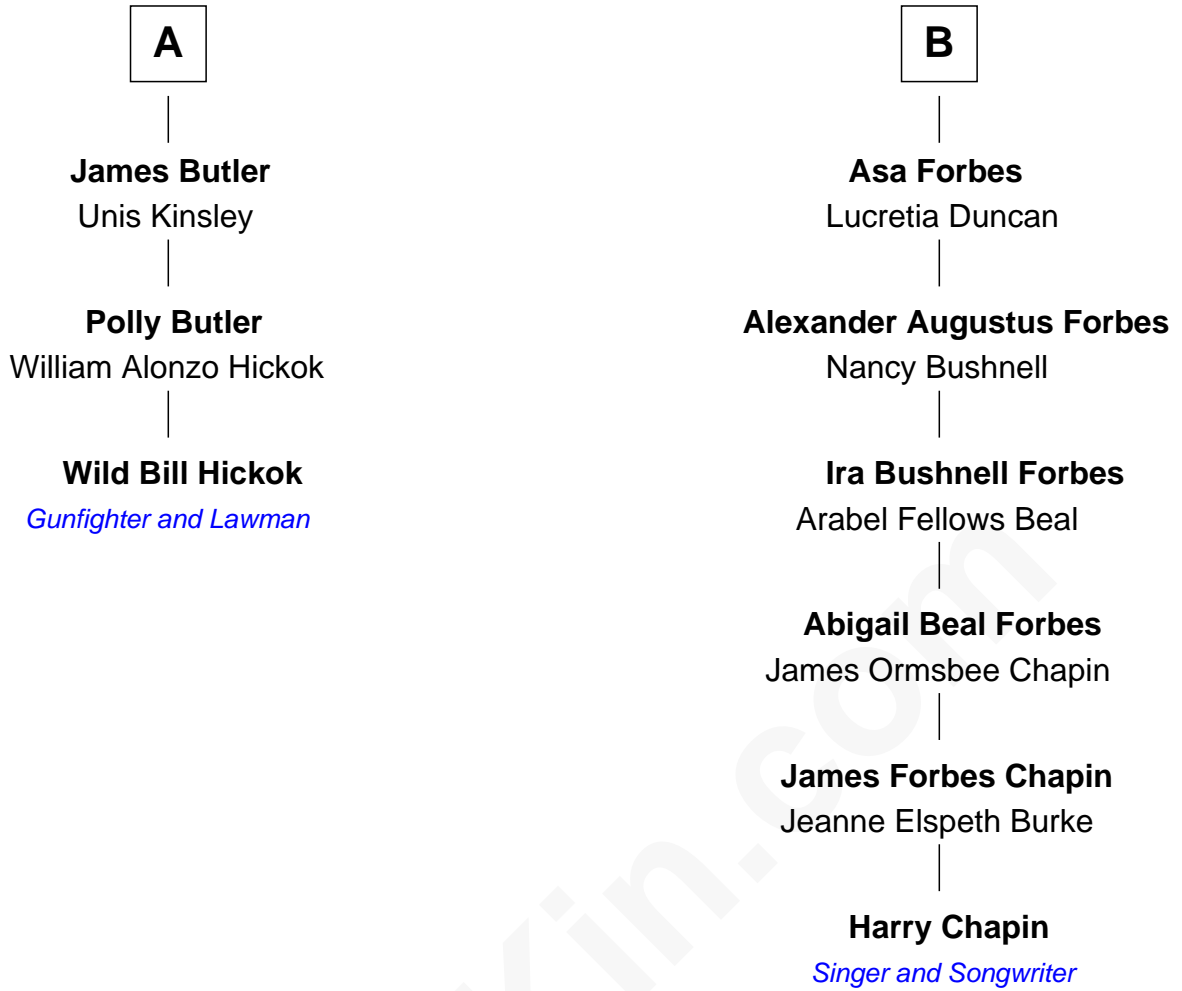 A
James Butler
Unis Kinsley
Polly Butler
William Alonzo Hickok
Wild Bill Hickok
Gunfighter and Lawman
B
Asa Forbes
Lucretia Duncan
Alexander Augustus Forbes
Nancy Bushnell
Ira Bushnell Forbes
Arabel Fellows Beal
Abigail Beal Forbes
James Ormsbee Chapin
James Forbes Chapin
Jeanne Elspeth Burke
Harry Chapin
Singer and Songwriter
Kin.com